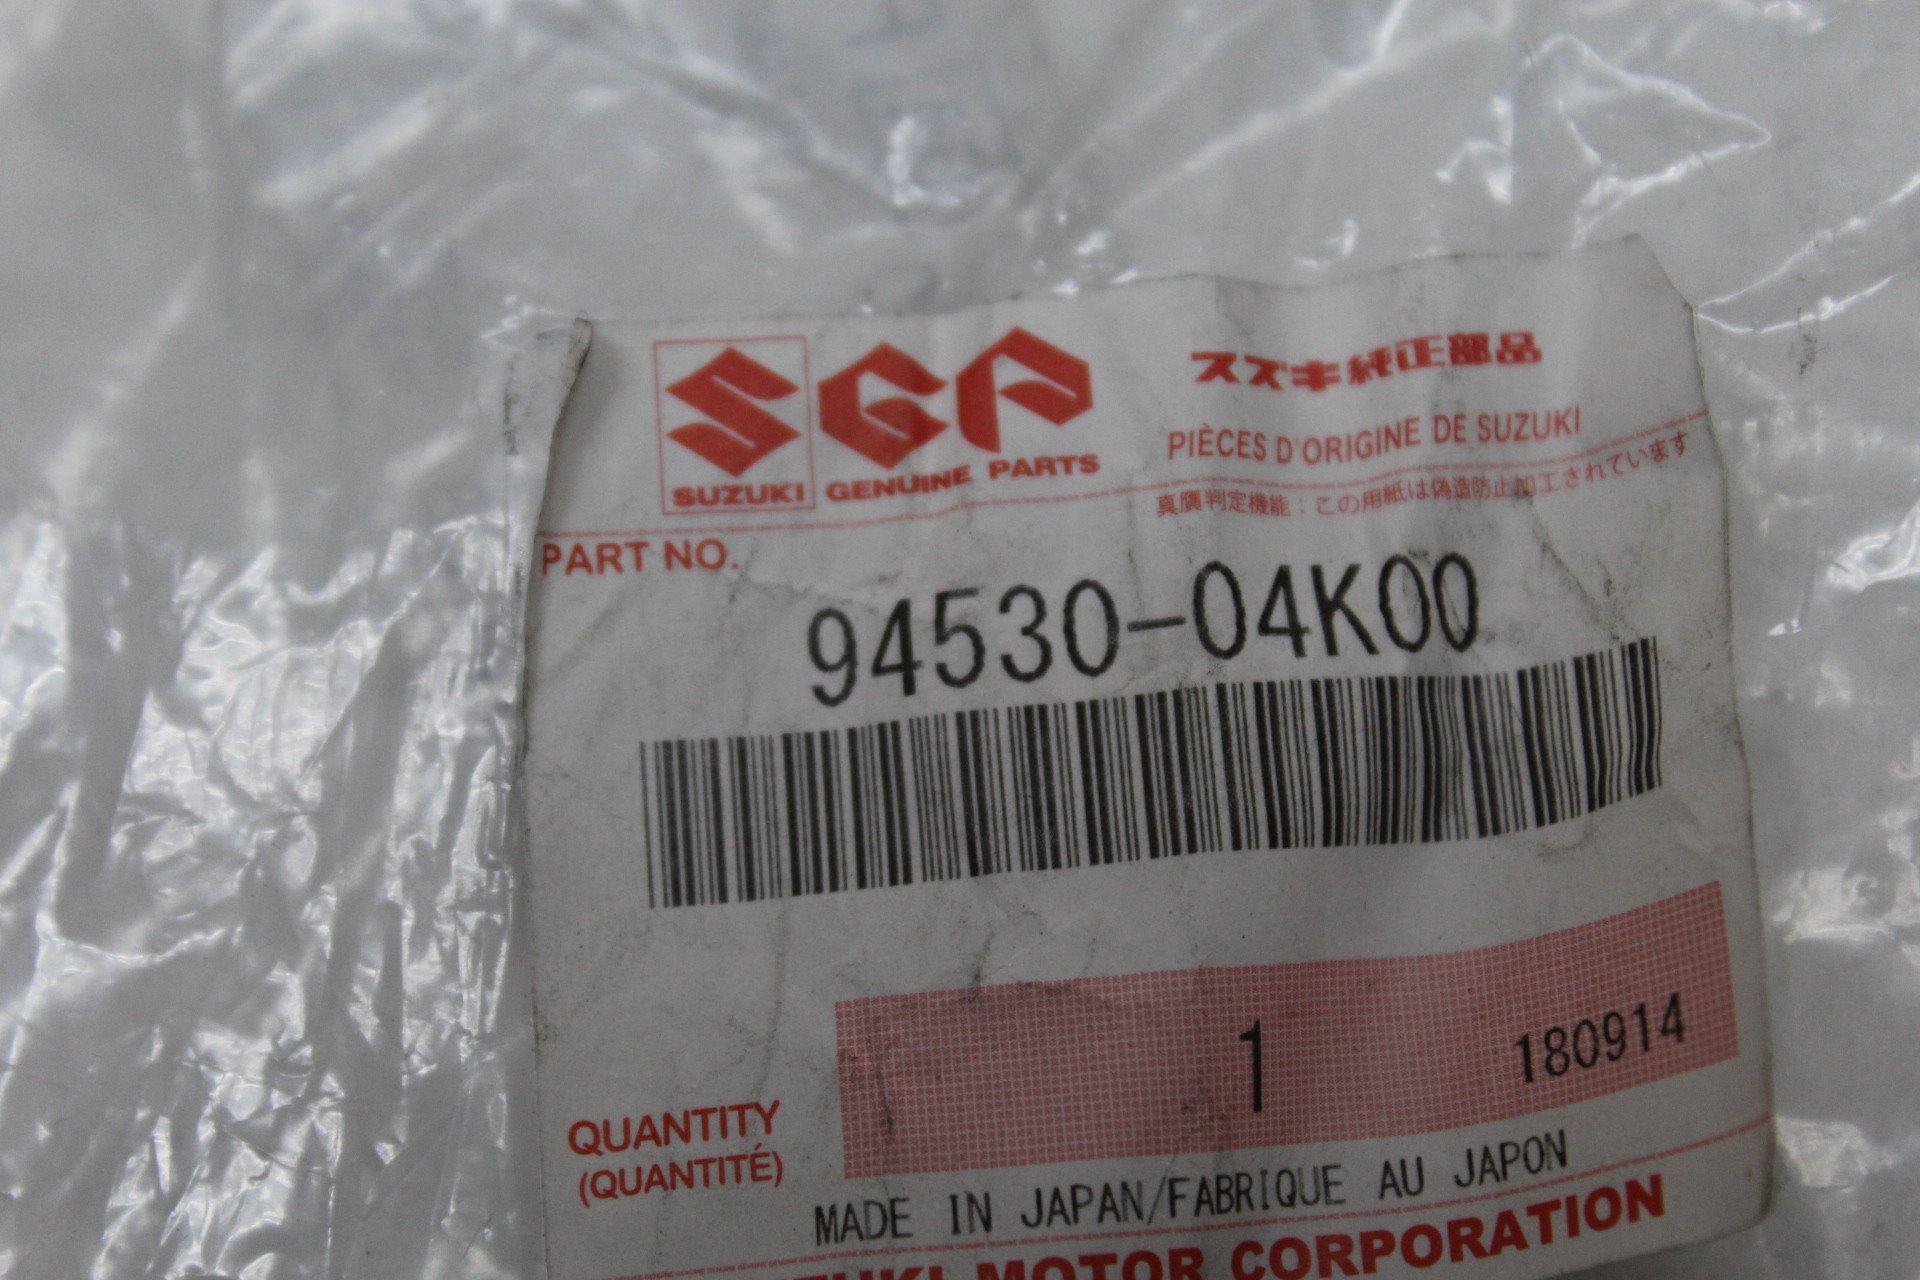 SGP
スズキ純正部品
SUZUKI GENUINE PARTS
PIÈCES D'ORIGINE DE SUZUKI
真贋判定機能:この用紙は偽造防止加工されています
PART NO.
94530-04K00
1
180914
QUANTITY
(QUANTITÉ)
MADE IN JAPAN/FABRIQUE AU JAPON
MOTOR CORPORATION